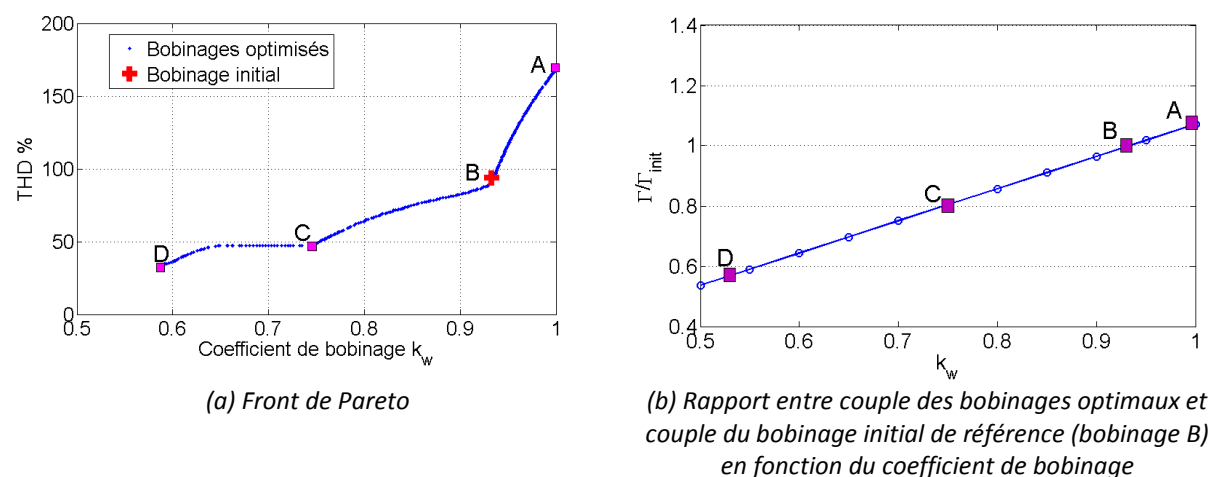 200
150
100
50
0
THD %
Bobinages optimisés
Bobinage initial
A
B
C
D
0.5 0.6 0.7 0.8 0.9 1
Coefficient de bobinage k_w
(a) Front de Pareto
1.4
1.2
1
0.8
0.6
0.4
Γ/Γ_init
A
B
C
D
0.5 0.6 0.7 0.8 0.9 1
k_w
(b) Rapport entre couple des bobinages optimaux et
couple du bobinage initial de référence (bobinage B)
en fonction du coefficient de bobinage